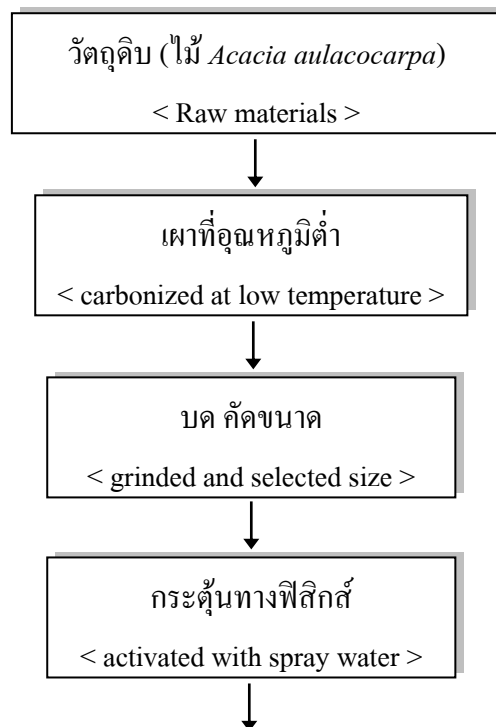 วัตถุดิบ (ไม้ Acacia aulacocarpa)
< Raw materials >
เผาที่อุณหภูมิต่ำ
< carbonized at low temperature >
บด คัดขนาด
< grinded and selected size >
กระตุ้นทางฟิสิกส์
< activated with spray water >